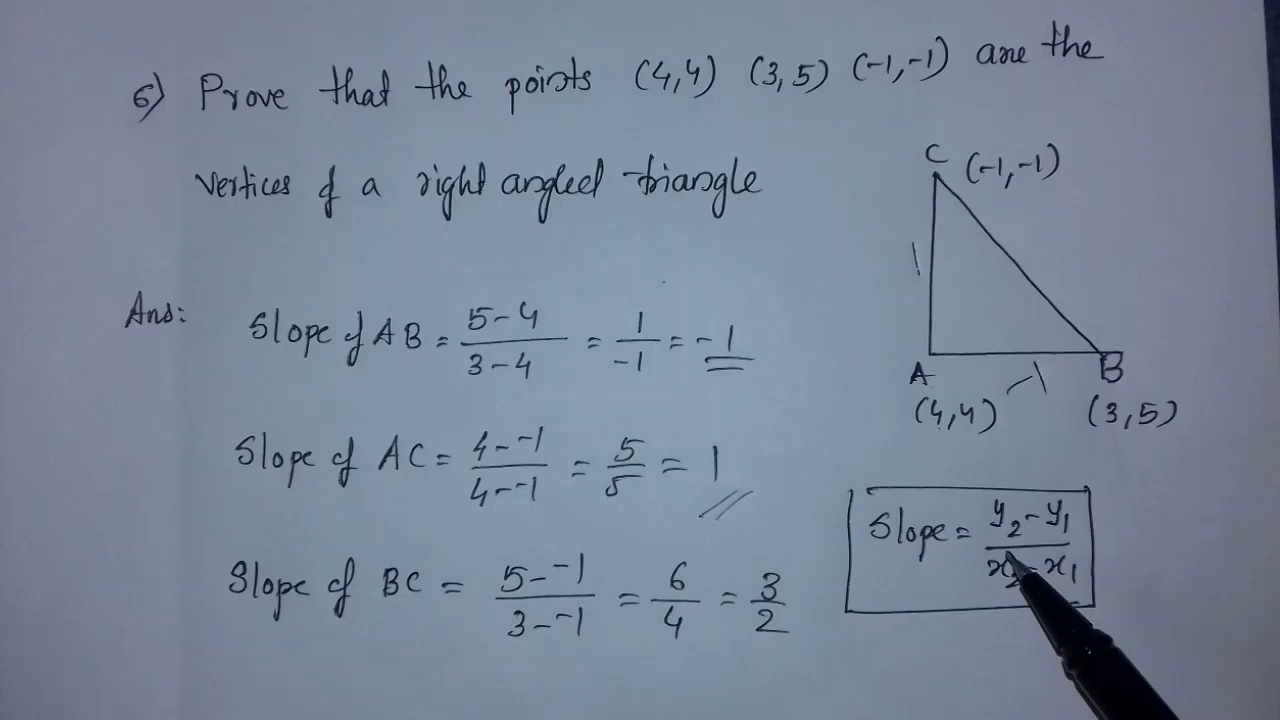 6) Prove that the points (4,4) (3,5) (-1,-1) are the
vertices of a right angled triangle
C (-1,-1)
1
A -1 B
(4,4) (3,5)
Ans: Slope of AB = 5-4 / 3-4 = 1 / -1 = -1
Slope of AC = 4--1 / 4--1 = 5 / 5 = 1 //
Slope of BC = 5--1 / 3--1 = 6 / 4 = 3 / 2
Slope = y₂-y₁ / x₂-x₁